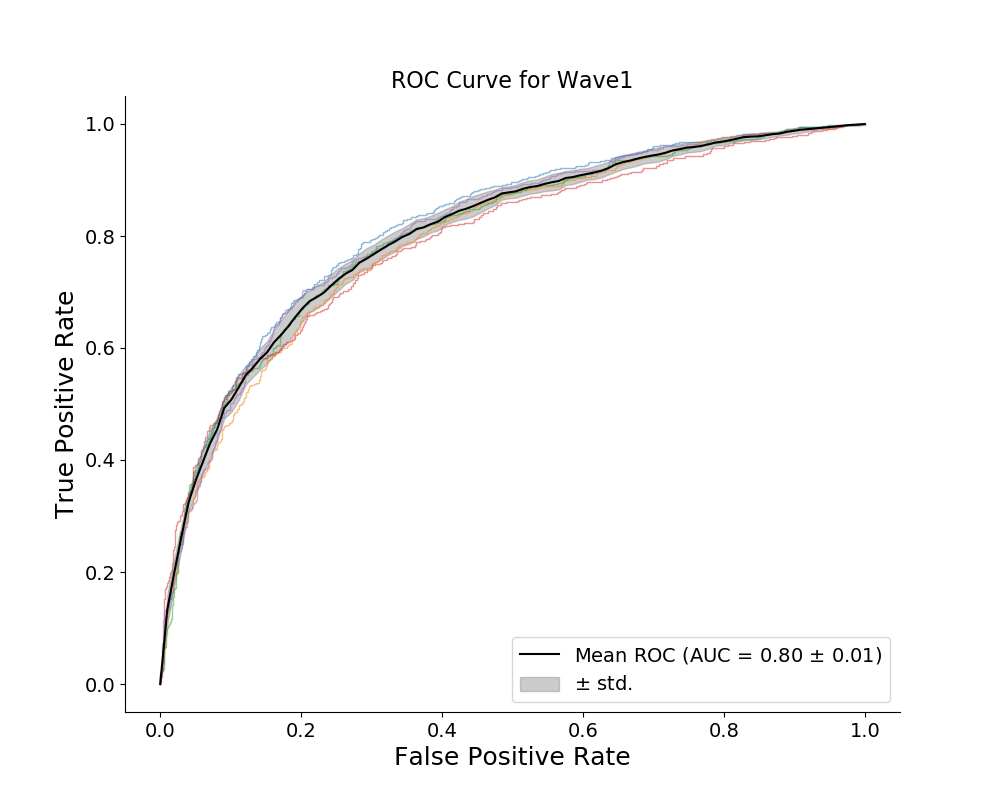 ROC Curve for Wave1
True Positive Rate
1.0
0.8
0.6
0.4
0.2
0.0
Mean ROC (AUC = 0.80 ± 0.01)
± std.
0.0 0.2 0.4 0.6 0.8 1.0
False Positive Rate